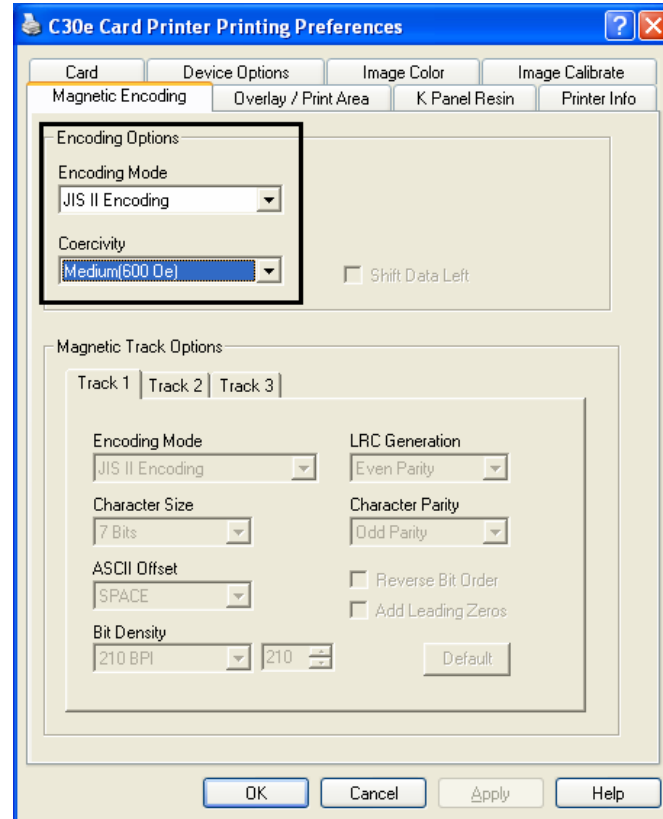 C30e Card Printer Printing Preferences
Card Device Options Image Color Image Calibrate
Magnetic Encoding Overlay / Print Area K Panel Resin Printer Info
Encoding Options
Encoding Mode
JIS II Encoding
Coercivity
Medium(600 Oe)
Shift Data Left
Magnetic Track Options
Track 1 Track 2 Track 3
Encoding Mode LRC Generation
JIS II Encoding Even Parity
Character Size Character Parity
7 Bits Odd Parity
ASCII Offset
SPACE
Reverse Bit Order
Add Leading Zeros
Bit Density
210 BPI 210 Default
OK Cancel Apply Help